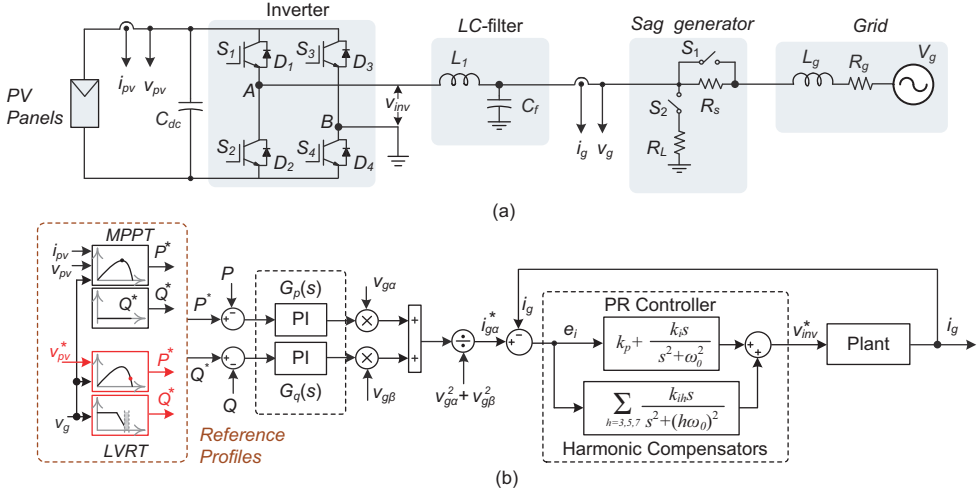 Inverter
LC-filter
Sag generator
Grid
i_pv
v_pv
PV
Panels
C_dc
S_1
D_1
S_3
D_3
A
B
S_2
D_2
S_4
D_4
v_inv
L_1
C_f
i_g
v_g
S_1
R_s
S_2
R_L
L_g
R_g
V_g
(a)
MPPT
i_pv
v_pv
P*
Q*
Q*
v_pv*
P*
Q*
v_g
LVRT
Reference
Profiles
P
P*
Q*
Q
G_p(s)
PI
PI
G_q(s)
v_gα
v_gβ
+
+
÷
v_gα^2 + v_gβ^2
i_gα*
i_g
e_i
PR Controller
k_p + k_i s / s^2+ω_0^2
Σ h=3,5,7 k_ih s / s^2+(hω_0)^2
Harmonic Compensators
v_inv*
Plant
i_g
(b)